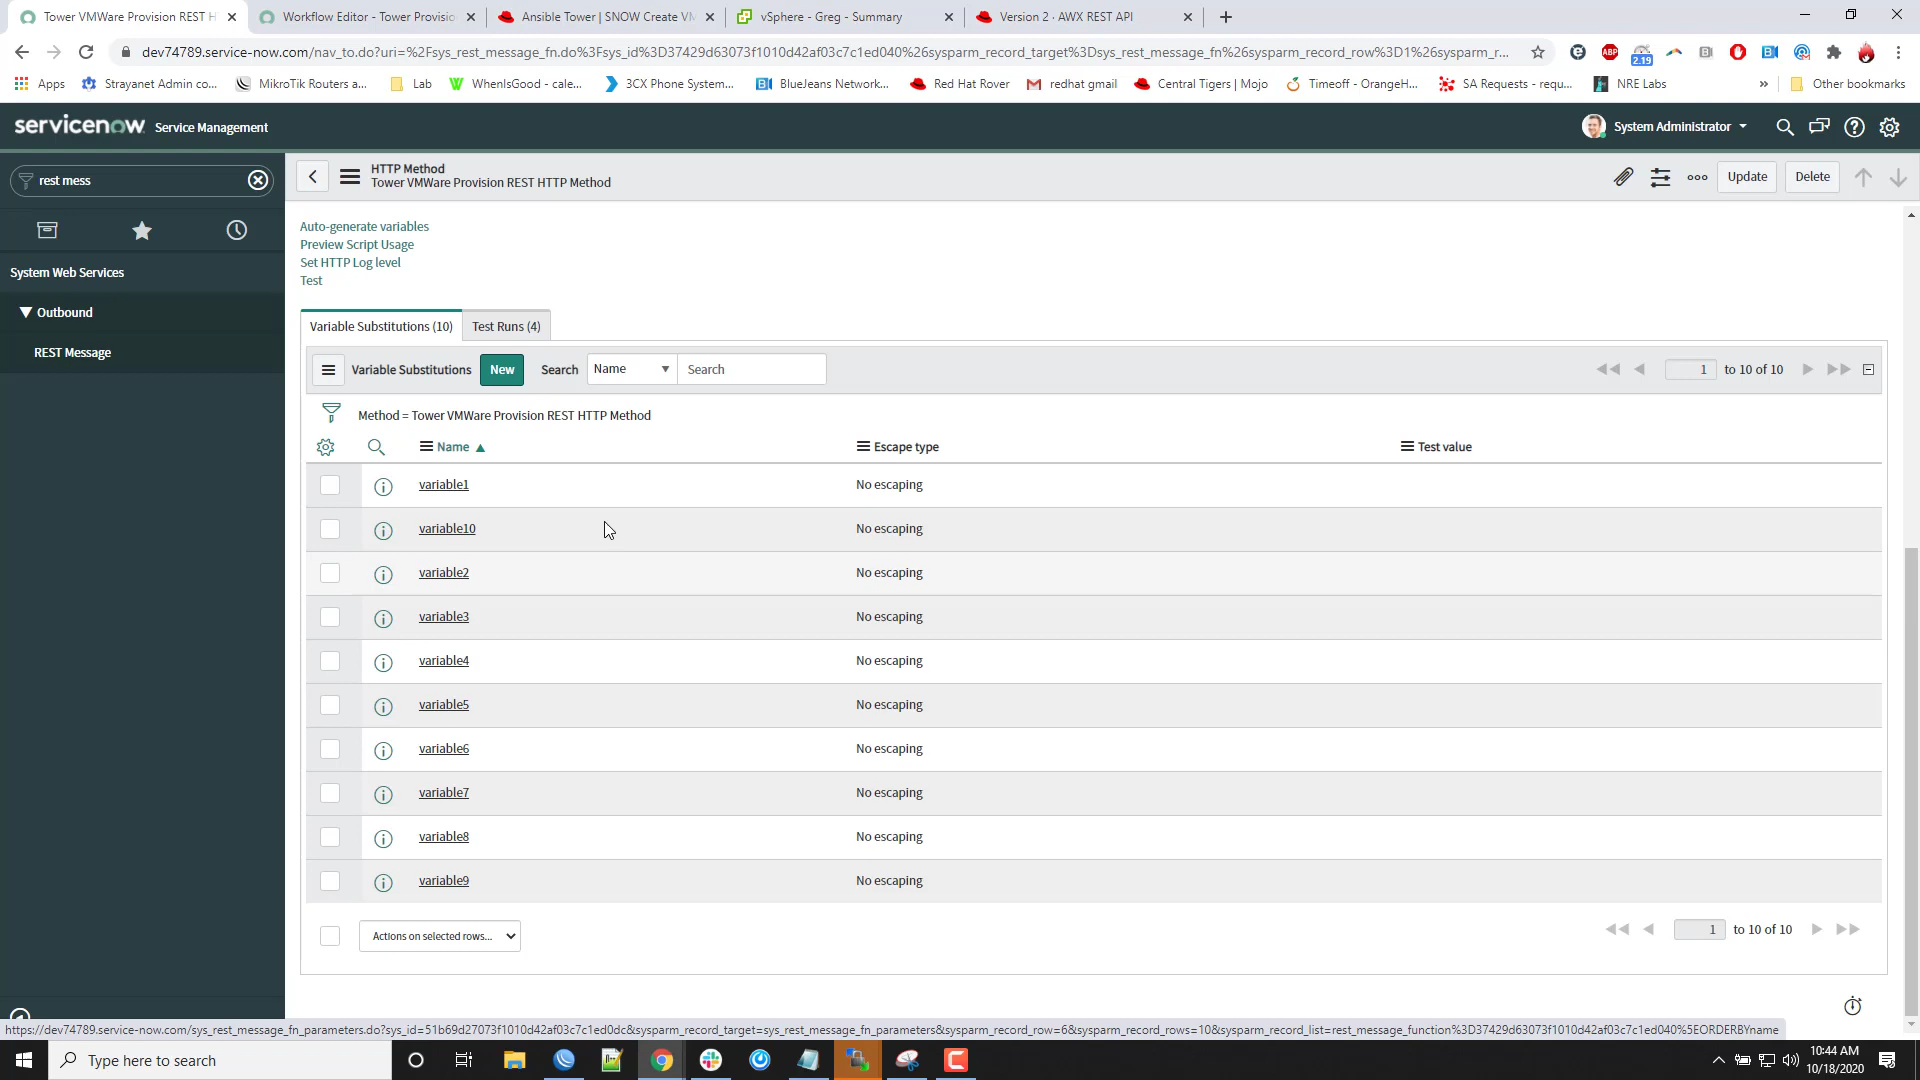 Tower VMWare Provision REST H
Workflow Editor - Tower Provisio
Ansible Tower | SNOW Create VM
vSphere - Greg - Summary
Version 2 · AWX REST API
dev74789.service-now.com/nav_to.do?uri=%2Fsys_rest_message_fn.do%3Fsys_id%3D37429d63073f1010d42af03c7c1ed040%26sysparm_record_target%3Dsys_rest_message_fn%26sysparm_record_row%3D1%26sysparm_r...
ABP
2.19
Apps
Strayanet Admin co...
MikroTik Routers a...
Lab
WhenIsGood - cale...
3CX Phone System...
BlueJeans Network...
Red Hat Rover
redhat gmail
Central Tigers | Mojo
Timeoff - OrangeH...
SA Requests - requ...
NRE Labs
»
Other bookmarks
servicenow Service Management
System Administrator
rest mess
HTTP Method
Tower VMWare Provision REST HTTP Method
Update
Delete
System Web Services
Outbound
REST Message
Auto-generate variables
Preview Script Usage
Set HTTP Log level
Test
Variable Substitutions (10)
Test Runs (4)
Variable Substitutions
New
Search
Name
Search
1 to 10 of 10
Method = Tower VMWare Provision REST HTTP Method
Name
Escape type
Test value
variable1 No escaping
variable10 No escaping
variable2 No escaping
variable3 No escaping
variable4 No escaping
variable5 No escaping
variable6 No escaping
variable7 No escaping
variable8 No escaping
variable9 No escaping
Actions on selected rows...
1 to 10 of 10
https://dev74789.service-now.com/sys_rest_message_fn_parameters.do?sys_id=51b69d27073f1010d42af03c7c1ed0dc&sysparm_record_target=sys_rest_message_fn_parameters&sysparm_record_row=6&sysparm_record_rows=10&sysparm_record_list=rest_message_function%3D37429d63073f1010d42af03c7c1ed040%5EORDERBYname
Type here to search
10:44 AM
10/18/2020